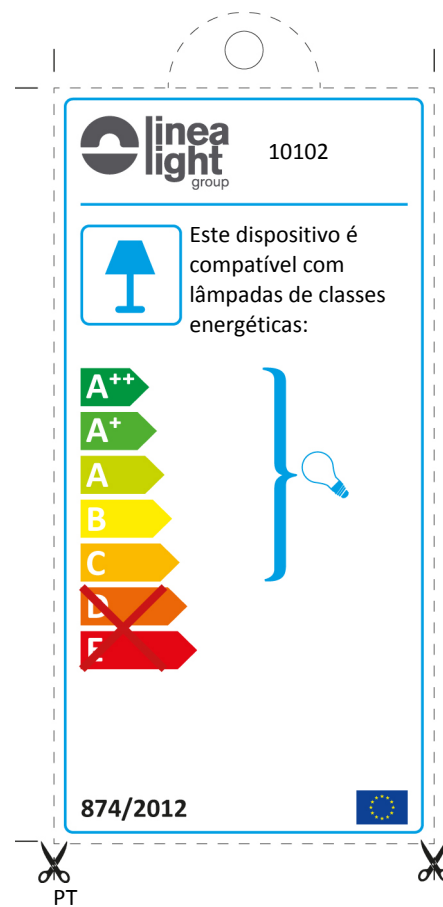 linea
light
group
10102
Este dispositivo é
compatível com
lâmpadas de classes
energéticas:
A++
A+
A
B
C
D
E
874/2012
PT